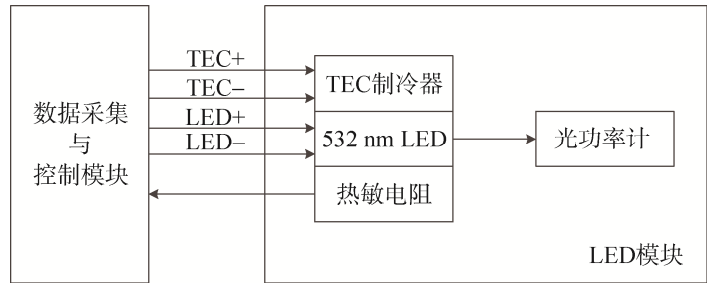 数据采集
与
控制模块
TEC+
TEC−
LED+
LED−
TEC制冷器
532 nm LED
热敏电阻
光功率计
LED模块